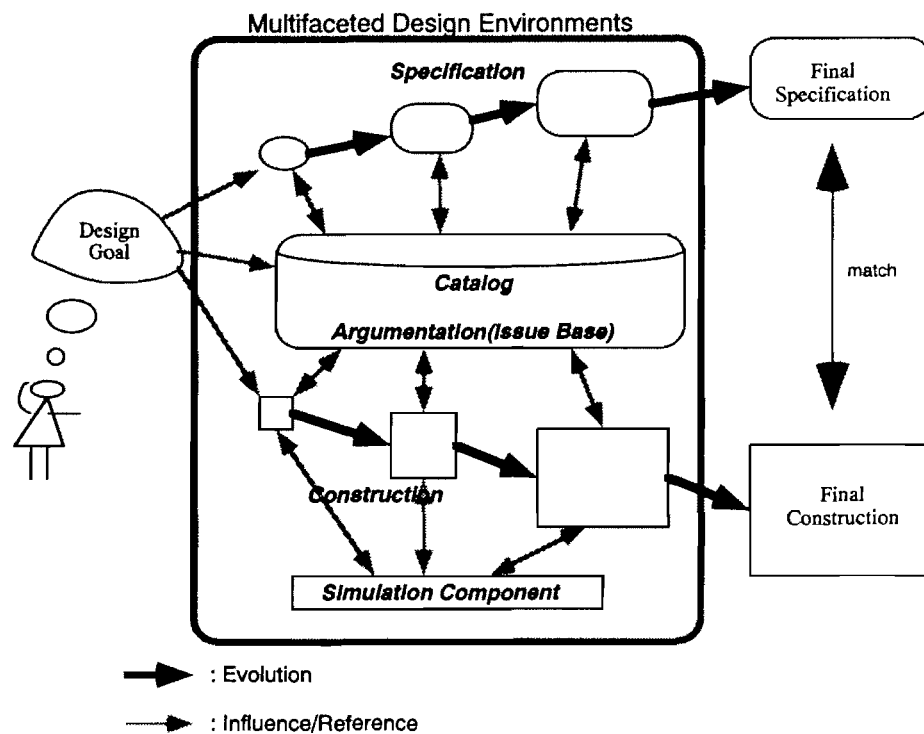 Multifaceted Design Environments
Specification
Final
Specification
Design
Goal
Catalog
match
Argumentation(Issue Base)
Construction
Final
Construction
Simulation Component
: Evolution
: Influence/Reference